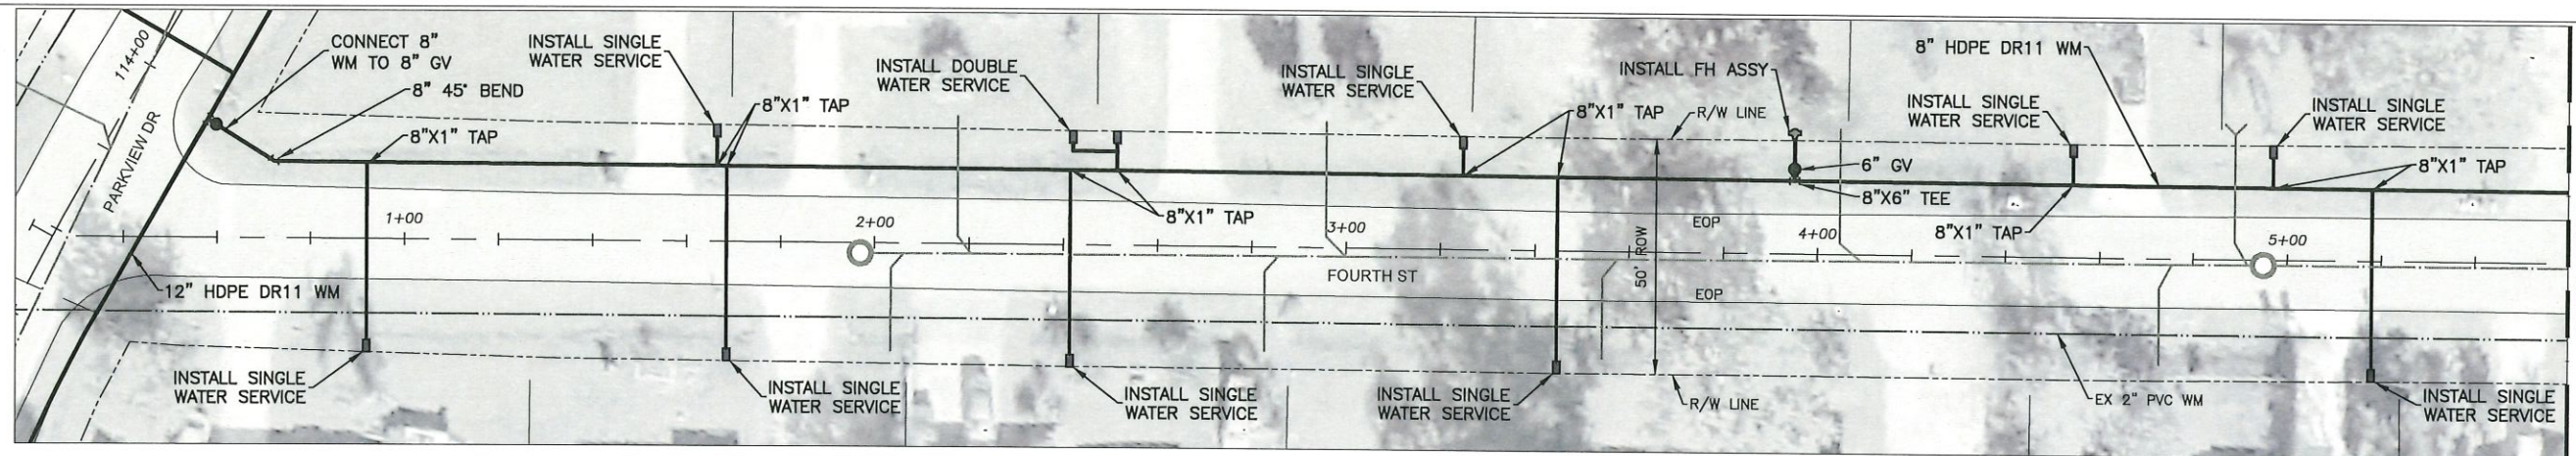 114+00
PARKVIEW DR
CONNECT 8"
WM TO 8" GV
8" 45° BEND
8"X1" TAP
INSTALL SINGLE
WATER SERVICE
8"X1" TAP
INSTALL DOUBLE
WATER SERVICE
8"X1" TAP
INSTALL SINGLE
WATER SERVICE
8"X1" TAP
INSTALL FH ASSY
R/W LINE
6" GV
8"X6" TEE
8" HDPE DR11 WM
INSTALL SINGLE
WATER SERVICE
8"X1" TAP
INSTALL SINGLE
WATER SERVICE
8"X1" TAP
1+00
2+00
3+00
4+00
5+00
EOP
FOURTH ST
50' ROW
EOP
12" HDPE DR11 WM
INSTALL SINGLE
WATER SERVICE
INSTALL SINGLE
WATER SERVICE
INSTALL SINGLE
WATER SERVICE
INSTALL SINGLE
WATER SERVICE
R/W LINE
EX 2" PVC WM
INSTALL SINGLE
WATER SERVICE